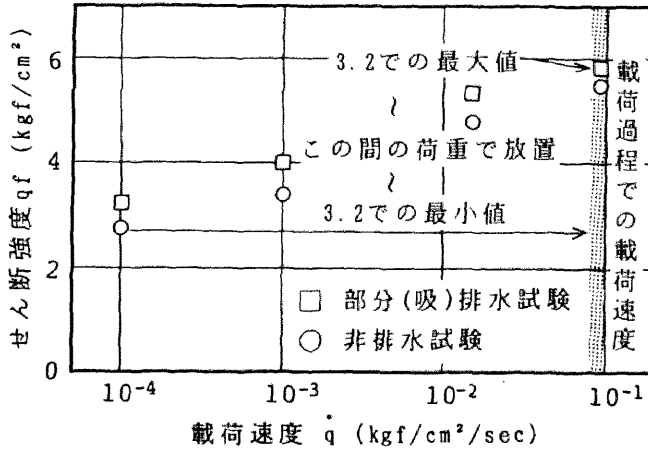 せん断強度qf (kgf/cm²)
6
4
2
0
3.2での最大値
～
この間の荷重で放置
～
3.2での最小値
□ 部分(吸)排水試験
○ 非排水試験
載荷過程での載荷速度
10⁻⁴
10⁻³
10⁻²
10⁻¹
載荷速度 q̇ (kgf/cm²/sec)